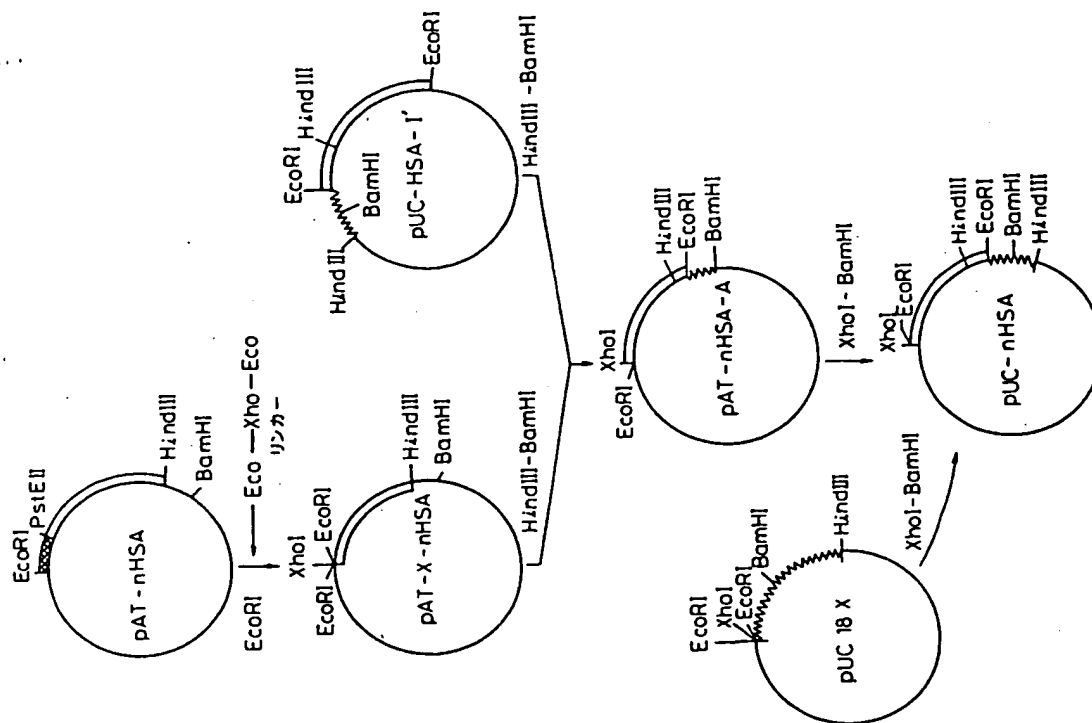 EcoRI
PstEII
pAT-nHSA
HindIII
BamHI
EcoRI
Eco-Xho-Eco
リンカー
XhoI
EcoRI
EcoRI
pAT-X-nHSA
HindIII
BamHI
HindIII-BamHI
EcoRI
HindIII
BamHI
HindIII
pUC-HSA-I'
EcoRI
HindIII-BamHI
XhoI
EcoRI
pAT-nHSA-A
HindIII
EcoRI
BamHI
XhoI-BamHI
EcoRI
XhoI
EcoRI
BamHI
HindIII
pUC 18 X
XhoI-BamHI
XhoI
EcoRI
pUC-nHSA
HindIII
EcoRI
BamHI
HindIII